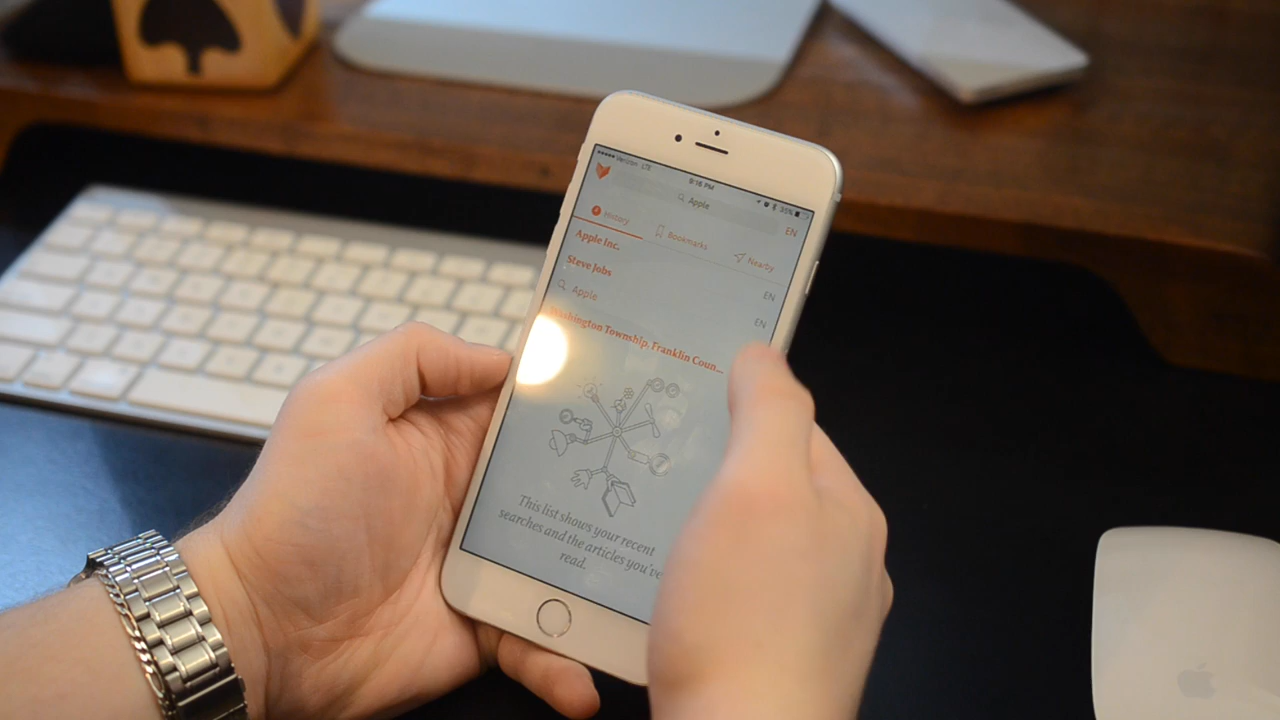 Verizon LTE
9:16 PM
35%
Apple
EN
History
Bookmarks
Nearby
Apple Inc.
Steve Jobs
EN
Apple
EN
Washington Township, Franklin Coun...
This list shows your recent
searches and the articles you've
read.